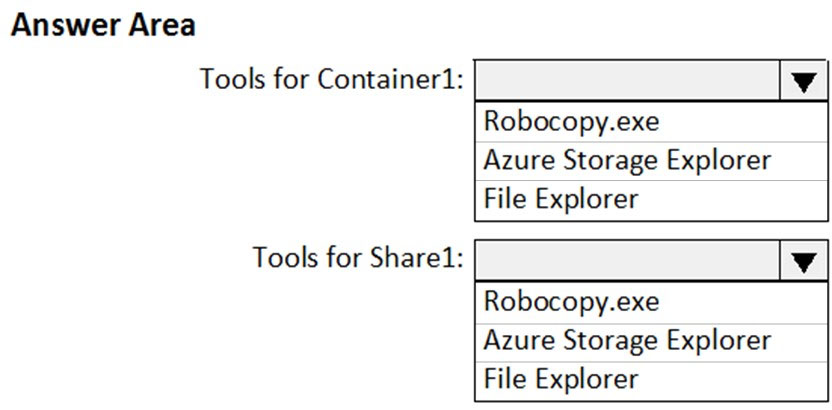 Answer Area
Tools for Container1:
Robocopy.exe
Azure Storage Explorer
File Explorer
Tools for Share1:
Robocopy.exe
Azure Storage Explorer
File Explorer